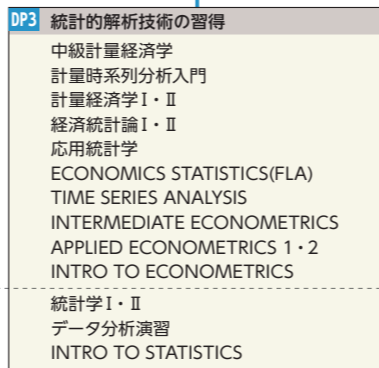 DP3 統計的解析技術の習得
中級計量経済学
計量時系列分析入門
計量経済学Ⅰ・Ⅱ
経済統計論Ⅰ・Ⅱ
応用統計学
ECONOMICS STATISTICS(FLA)
TIME SERIES ANALYSIS
INTERMEDIATE ECONOMETRICS
APPLIED ECONOMETRICS 1・2
INTRO TO ECONOMETRICS
統計学Ⅰ・Ⅱ
データ分析演習
INTRO TO STATISTICS